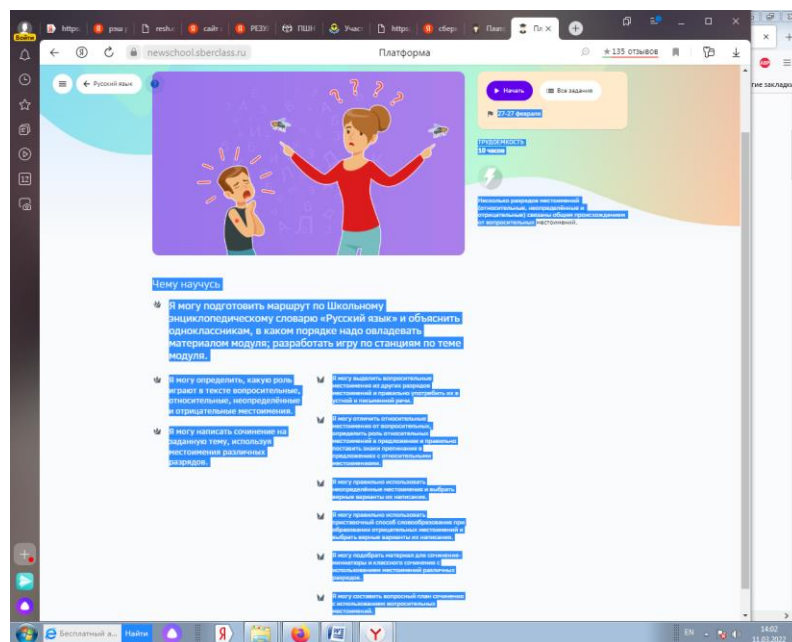 Войти
newschool.sberclass.ru
Платформа
★135 отзывов
← Русский язык
Начать
Все задания
27-27 февраля
ТРУДОЕМКОСТЬ
10 часов
Несколько разрядов местоимений
(относительные, неопределённые и
отрицательные) связаны общим происхождением
от вопросительных местоимений.
Чему научусь
Я могу подготовить маршрут по Школьному
энциклопедическому словарю «Русский язык» и объяснить
одноклассникам, в каком порядке надо овладевать
материалом модуля; разработать игру по станциям по теме
модуля.
Я могу определить, какую роль
играют в тексте вопросительные,
относительные, неопределённые
и отрицательные местоимения.
Я могу написать сочинение на
заданную тему, используя
местоимения различных
разрядов.
Я могу выделить вопросительные
местоимения из других разрядов
местоимений и правильно употребить их в
устной и письменной речи.
Я могу отличить относительные
местоимения от вопросительных,
определить роль относительных
местоимений в предложении и правильно
поставить знаки препинания в
предложениях с относительными
местоимениями.
Я могу правильно использовать
неопределённые местоимения и выбрать
верные варианты их написания.
Я могу правильно использовать
приставочный способ словообразования при
образовании отрицательных местоимений и
выбрать верные варианты их написания.
Я могу подобрать материал для сочинения-
миниатюры и классного сочинения с
использованием местоимений различных
разрядов.
Я могу составить вопросный план сочинения
с использованием вопросительных
местоимений.
Бесплатный а...
Найти
EN
14:02
11.03.2022